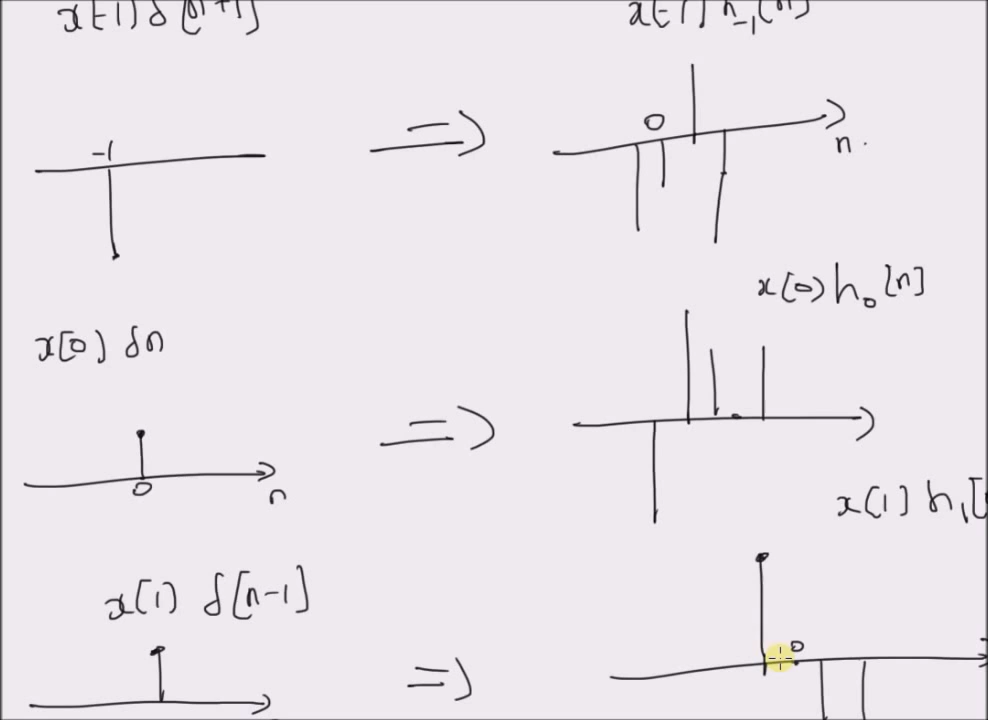 x[-1] δ[n+1]
x[-1] h₋₁[n]
-1
0
n
x[0] h₀[n]
x[0] δn
0
n
x[1] h₁[
x[1] δ[n-1]
0